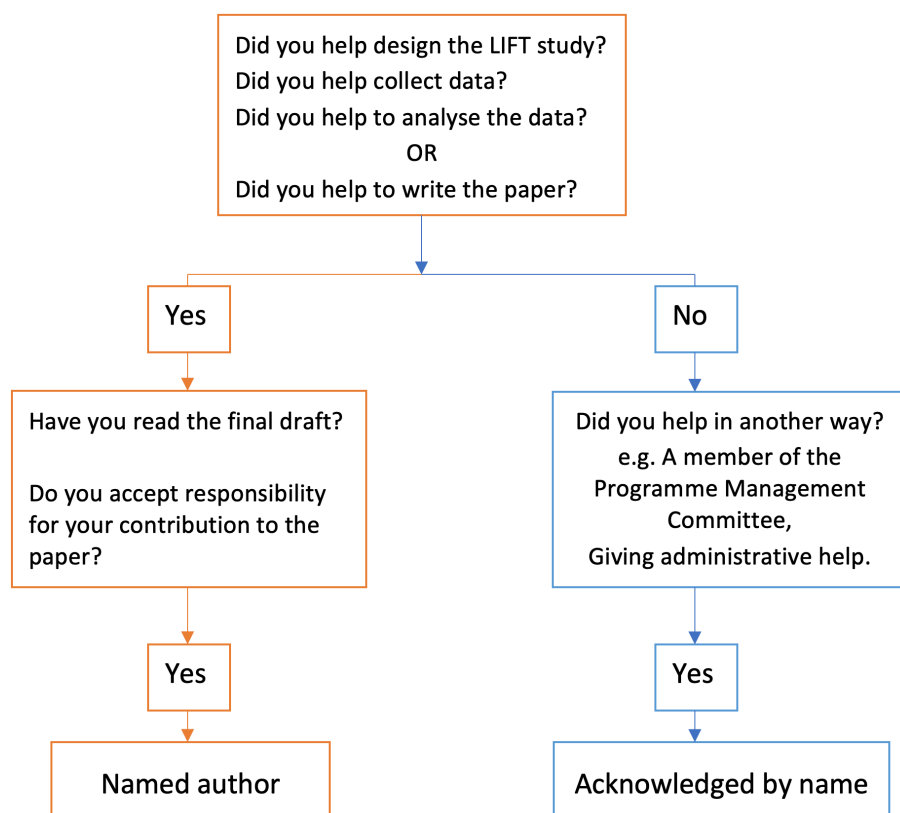 Did you help design the LIFT study?
Did you help collect data?
Did you help to analyse the data?
OR
Did you help to write the paper?
Yes
No
Have you read the final draft?
Do you accept responsibility
for your contribution to the
paper?
Did you help in another way?
e.g. A member of the
Programme Management
Committee,
Giving administrative help.
Yes
Yes
Named author
Acknowledged by name